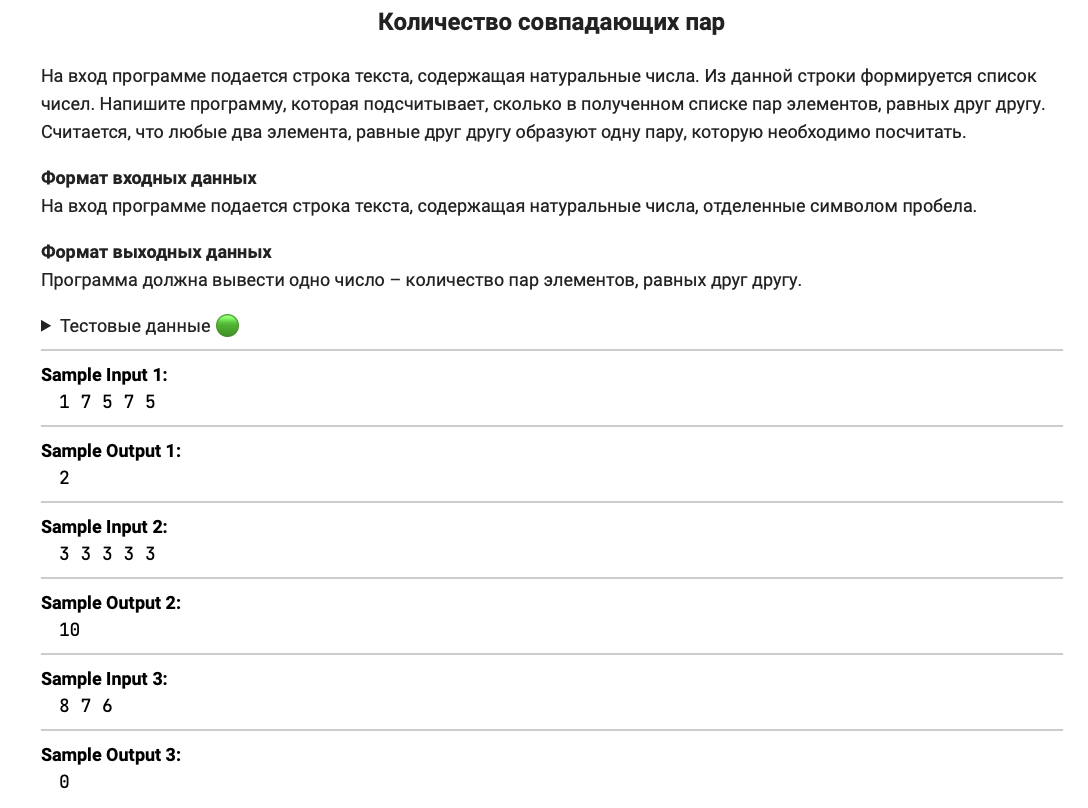 Количество совпадающих пар
На вход программе подается строка текста, содержащая натуральные числа. Из данной строки формируется список
чисел. Напишите программу, которая подсчитывает, сколько в полученном списке пар элементов, равных друг другу.
Считается, что любые два элемента, равные друг другу образуют одну пару, которую необходимо посчитать.
Формат входных данных
На вход программе подается строка текста, содержащая натуральные числа, отделенные символом пробела.
Формат выходных данных
Программа должна вывести одно число – количество пар элементов, равных друг другу.
Тестовые данные
Sample Input 1:
1 7 5 7 5
Sample Output 1:
2
Sample Input 2:
3 3 3 3 3
Sample Output 2:
10
Sample Input 3:
8 7 6
Sample Output 3:
0